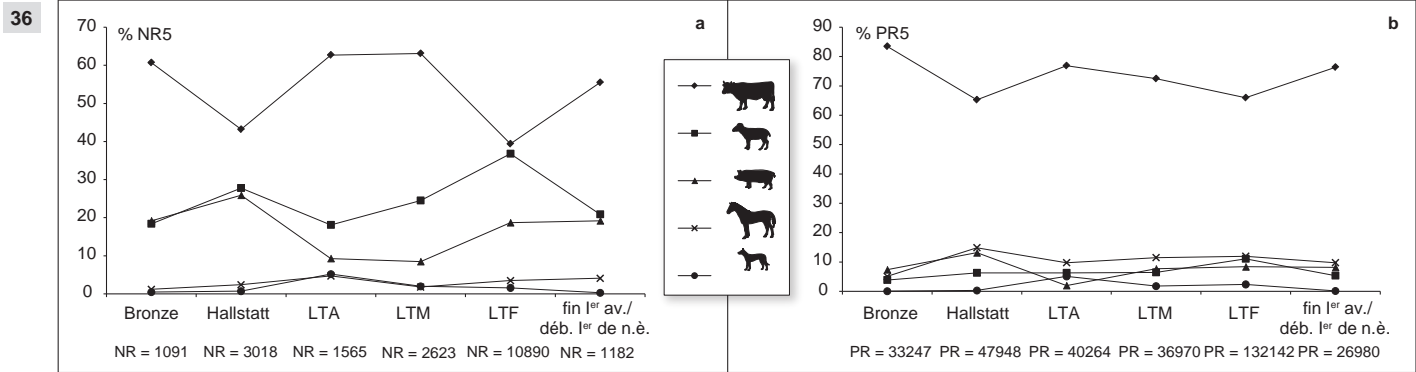 36
a
% NR5
70
60
50
40
30
20
10
0
Bronze Hallstatt LTA LTM LTF fin Ier av./
déb. Ier de n.è.
NR = 1091 NR = 3018 NR = 1565 NR = 2623 NR = 10890 NR = 1182
b
% PR5
90
80
70
60
50
40
30
20
10
0
Bronze Hallstatt LTA LTM LTF fin Ier av./
déb. Ier de n.è.
PR = 33247 PR = 47948 PR = 40264 PR = 36970 PR = 132142 PR = 26980